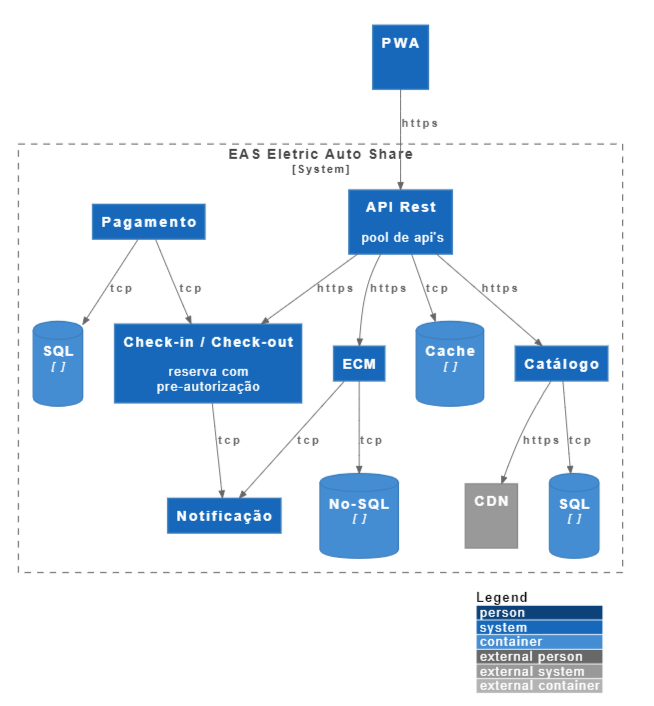 PWA
https
EAS Eletric Auto Share
[System]
API Rest
pool de api's
Pagamento
tcp
tcp
https
https
tcp
https
SQL
[ ]
Check-in / Check-out
reserva com
pre-autorização
ECM
Cache
[ ]
Catálogo
tcp
tcp
tcp
https
tcp
Notificação
No-SQL
[ ]
CDN
SQL
[ ]
Legend
person
system
container
external person
external system
external container